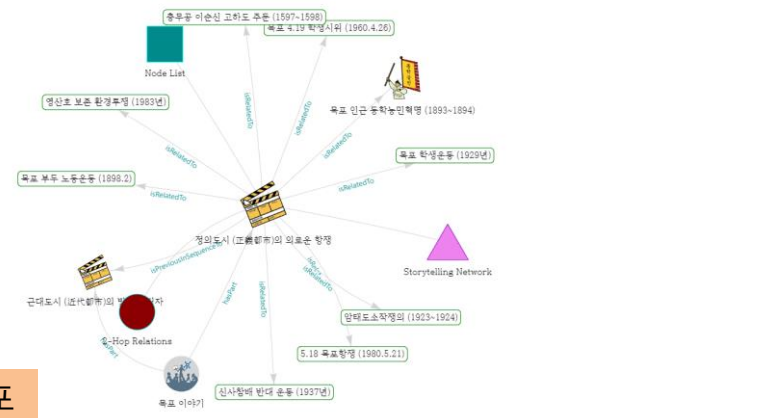 충무공 이순신 고하도 주둔 (1597~1598)
목포 4.19 학생시위 (1960.4.26)
Node List
영산호 보존 환경투쟁 (1983년)
isRelatedTo
isRelatedTo
목포 인근 동학농민혁명 (1893~1894)
isRelatedTo
isRelatedTo
목포 학생운동 (1929년)
목포 부두 노동운동 (1898.2)
isRelatedTo
isRelatedTo
정의도시 (正義都市)의 의로운 항쟁
isPreviousInSequenceTo
isRelatedTo
Storytelling Network
근대도시 (近代都市)의
hasPart
isRelatedTo
암태도소작쟁의 (1923~1924)
2-Hop Relations
hasPart
5.18 목포항쟁 (1980.5.21)
목포 이야기
신사참배 반대 운동 (1937년)
포